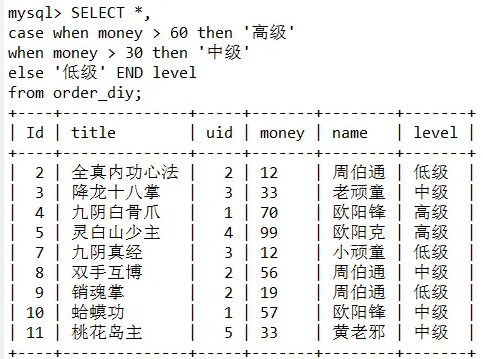 mysql> SELECT *,
case when money > 60 then '高级'
when money > 30 then '中级'
else '低级' END level
from order_diy;
+----+--------------+------+-------+--------+-------+
| Id | title | uid | money | name | level |
+----+--------------+------+-------+--------+-------+
| 2 | 全真内功心法 | 2 | 12 | 周伯通 | 低级 |
| 3 | 降龙十八掌 | 3 | 33 | 老顽童 | 中级 |
| 4 | 九阴白骨爪 | 1 | 70 | 欧阳锋 | 高级 |
| 5 | 灵白山少主 | 4 | 99 | 欧阳克 | 高级 |
| 7 | 九阴真经 | 3 | 12 | 小顽童 | 低级 |
| 8 | 双手互博 | 2 | 56 | 周伯通 | 中级 |
| 9 | 销魂掌 | 2 | 19 | 周伯通 | 低级 |
| 10 | 蛤蟆功 | 1 | 57 | 欧阳锋 | 中级 |
| 11 | 桃花岛主 | 5 | 33 | 黄老邪 | 中级 |
+----+--------------+------+-------+--------+-------+